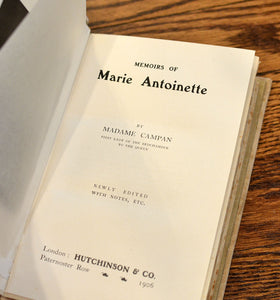 MEMOIRS OF
Marie Antoinette
BY
MADAME CAMPAN
FIRST LADY OF THE BEDCHAMBER
TO THE QUEEN
NEWLY EDITED
WITH NOTES, ETC.
London: HUTCHINSON & CO.
Paternoster Row 1906